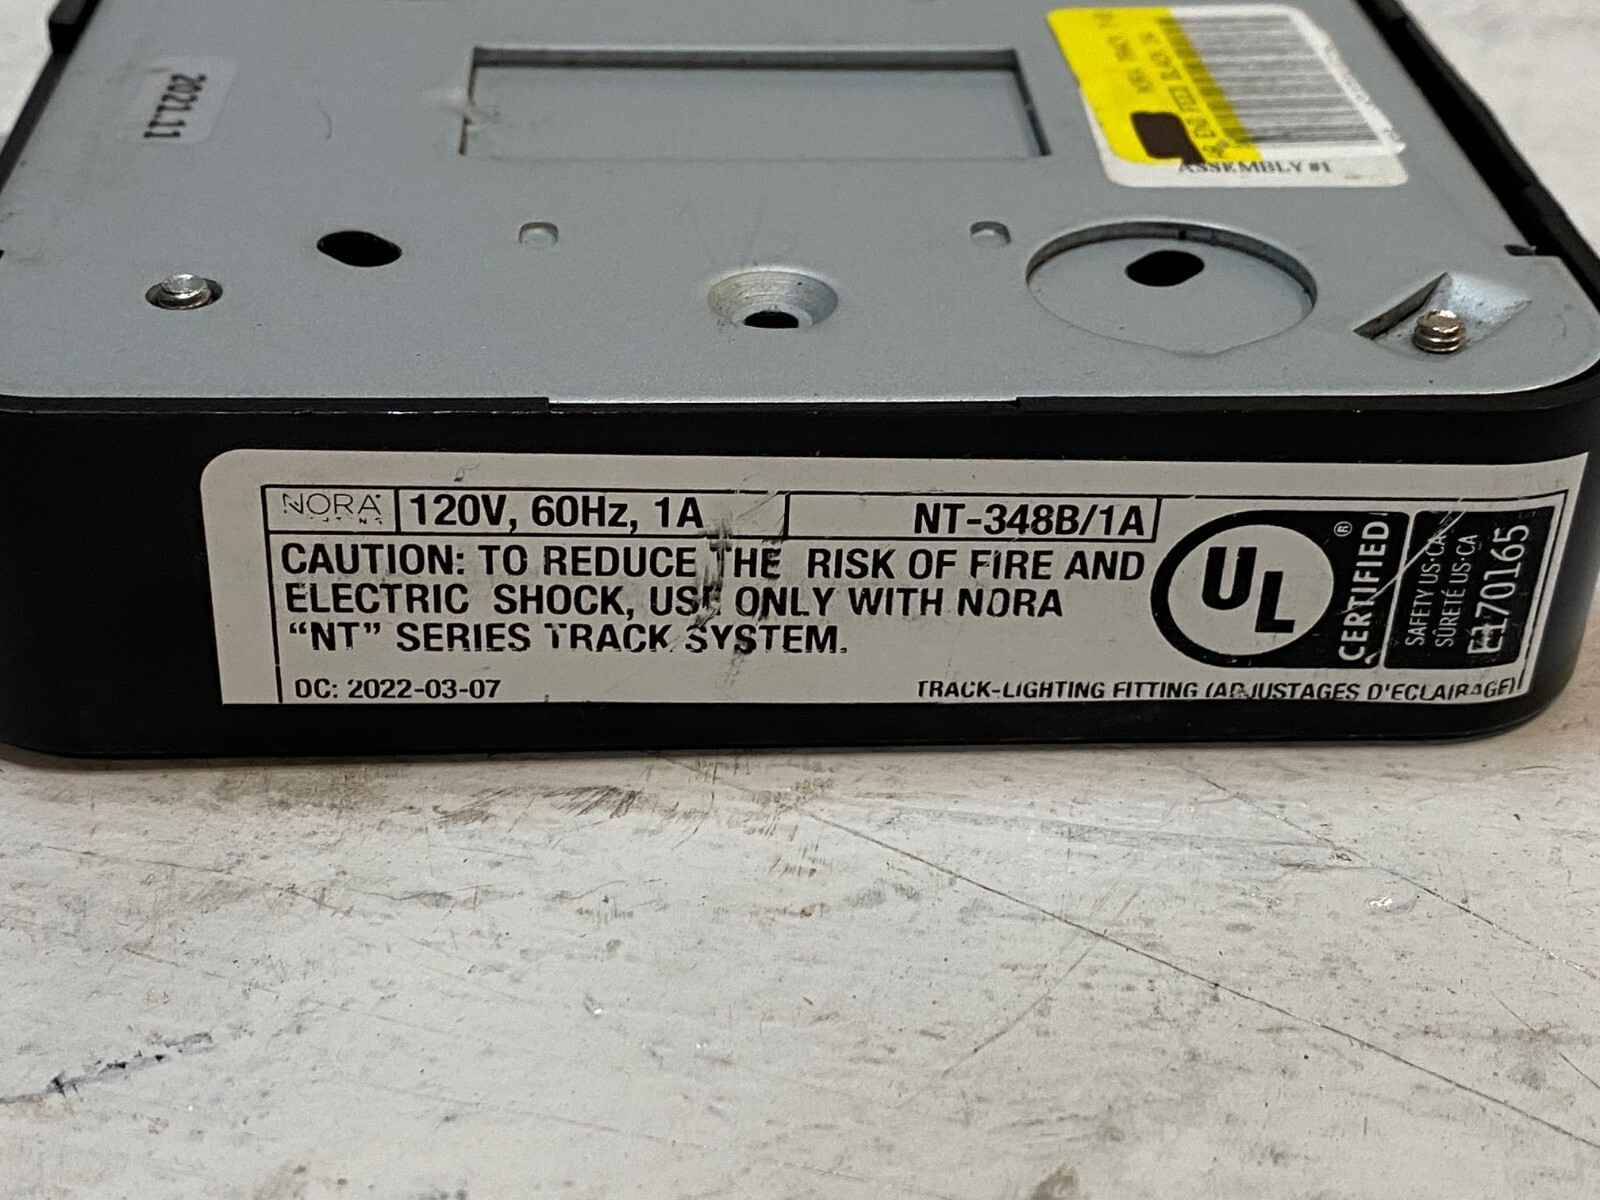 2021.11
ASSEMBLY #1
NORA
LIGHTING
120V, 60Hz, 1A
NT-348B/1A
CAUTION: TO REDUCE THE RISK OF FIRE AND
ELECTRIC SHOCK, USE ONLY WITH NORA
“NT” SERIES TRACK SYSTEM.
DC: 2022-03-07
TRACK-LIGHTING FITTING (ADJUSTAGES D'ECLAIRAGE)
UL
®
CERTIFIED
SAFETY US·CA
SÛRETÉ US·CA
E170165